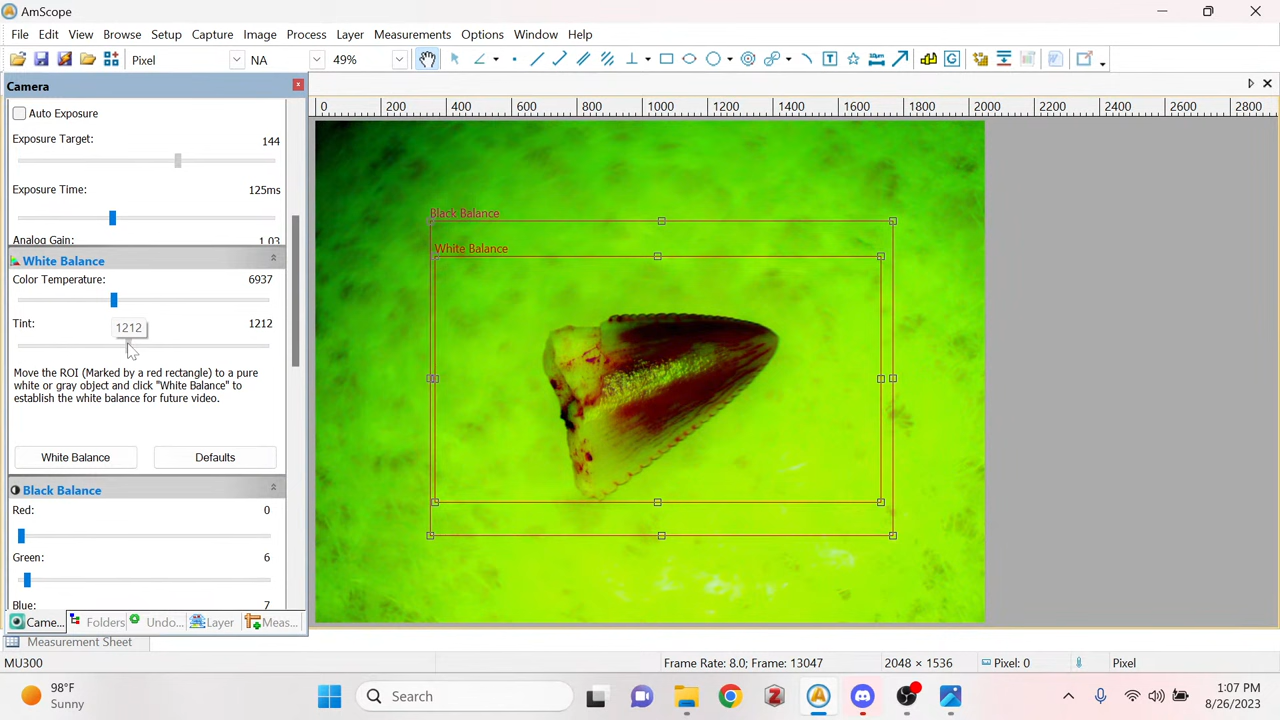 AmScope
File Edit View Browse Setup Capture Image Process Layer Measurements Options Window Help
Pixel NA 49%
Camera
0 200 400 600 800 1000 1200 1400 1600 1800 2000 2200 2400 2600 2800
Auto Exposure
Exposure Target: 144
Exposure Time: 125ms
Analog Gain: 1.03
White Balance
Color Temperature: 6937
Tint: 1212
1212
Move the ROI (Marked by a red rectangle) to a pure
white or gray object and click "White Balance" to
establish the white balance for future video.
White Balance Defaults
Black Balance
Red: 0
Green: 6
Blue: 7
Came... Folders Undo... Layer Meas...
Black Balance
White Balance
Measurement Sheet
MU300 Frame Rate: 8.0; Frame: 13047 2048 × 1536 Pixel: 0 Pixel
98°F
Sunny
Search
1:07 PM
8/26/2023